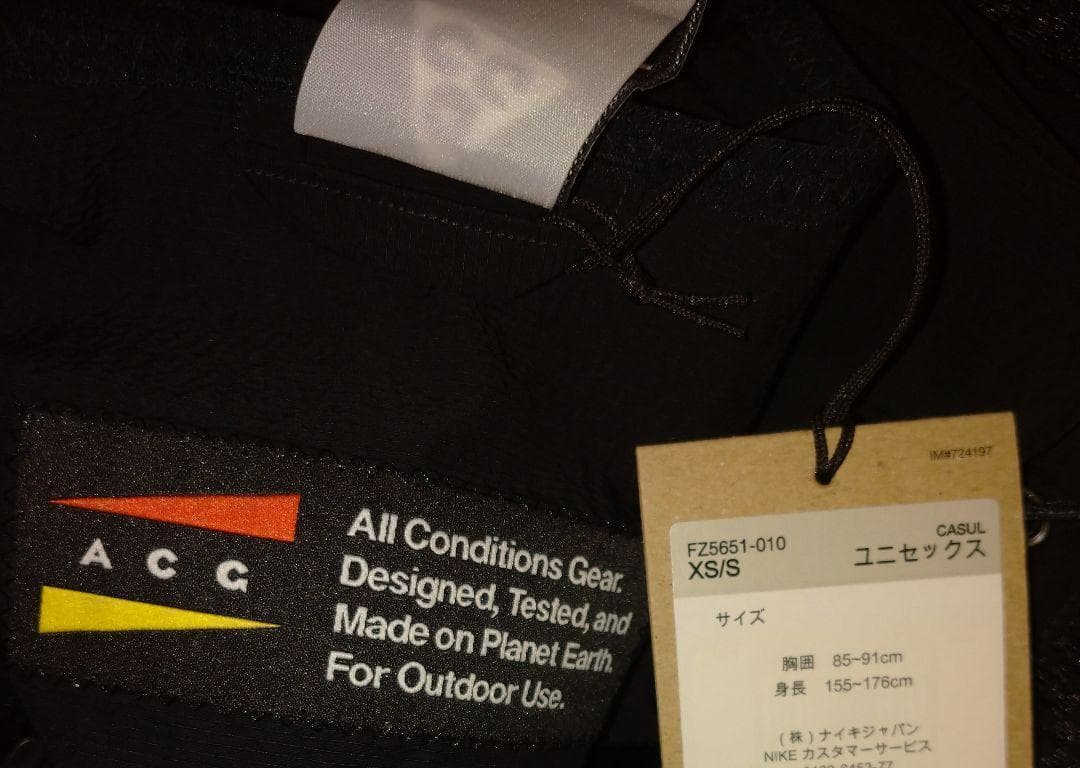 A C G
All Conditions Gear.
Designed, Tested, and
Made on Planet Earth.
For Outdoor Use.
IM#724197
FZ5651-010
XS/S
CASUL
ユニセックス
サイズ
胸囲 85~91cm
身長 155~176cm
(株)ナイキジャパン
NIKE カスタマーサービス